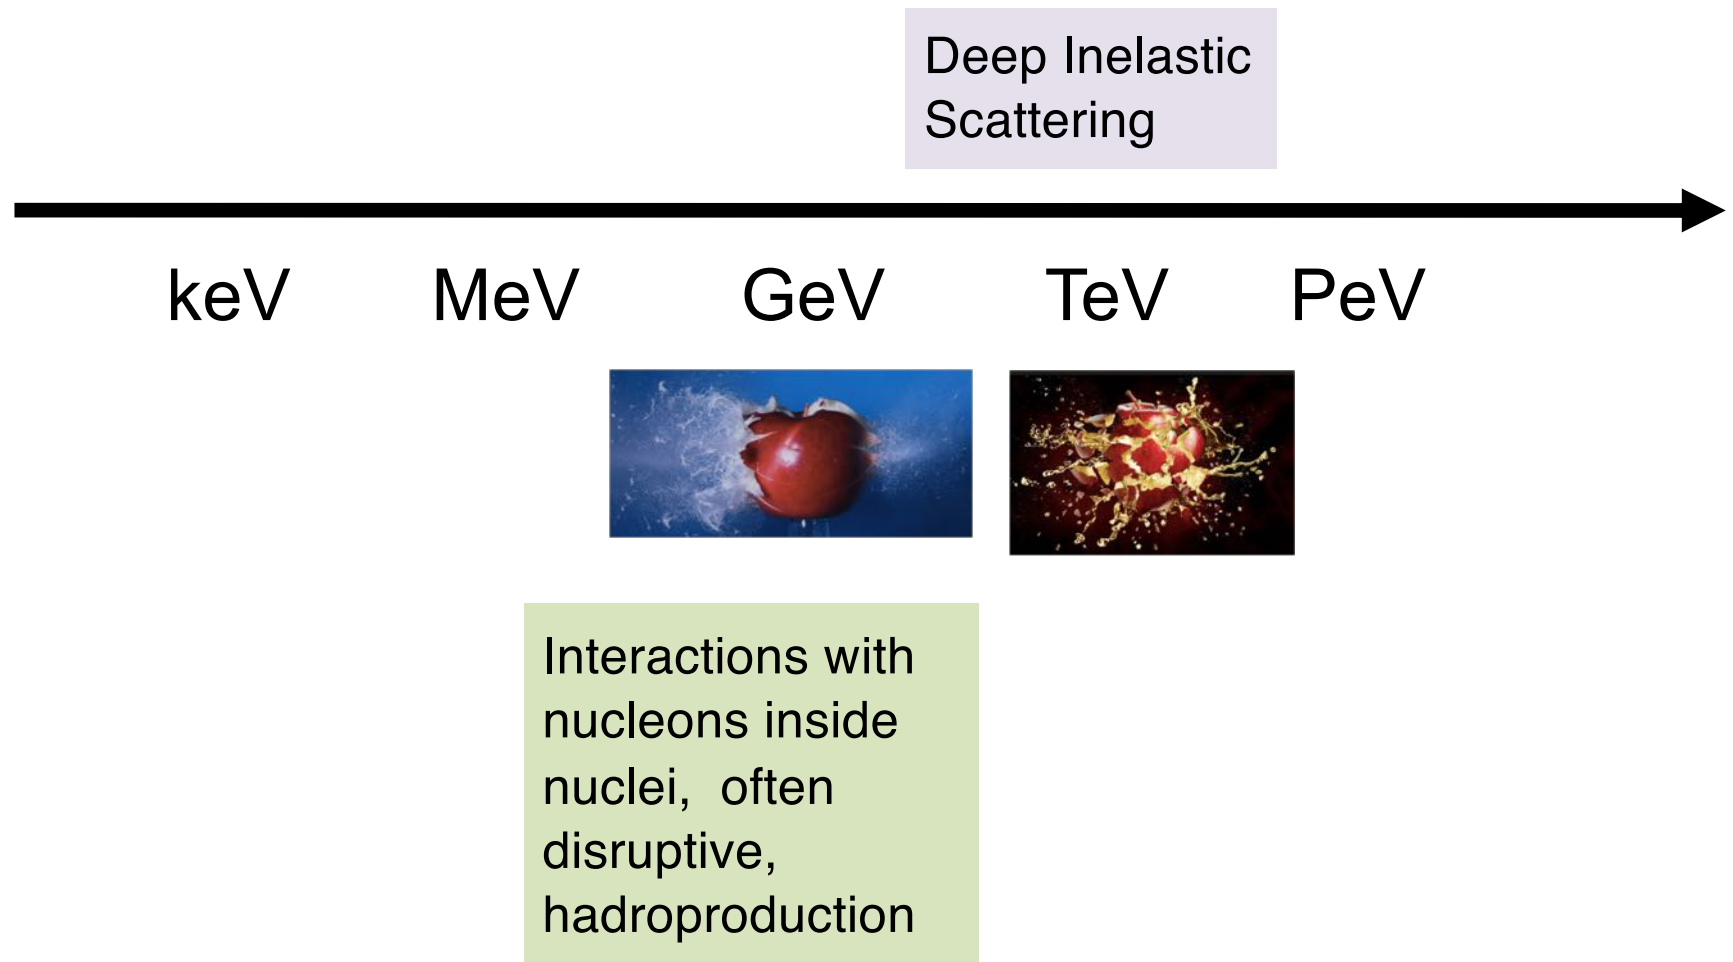 Deep Inelastic
Scattering
keV MeV GeV TeV PeV
Interactions with
nucleons inside
nuclei, often
disruptive,
hadroproduction